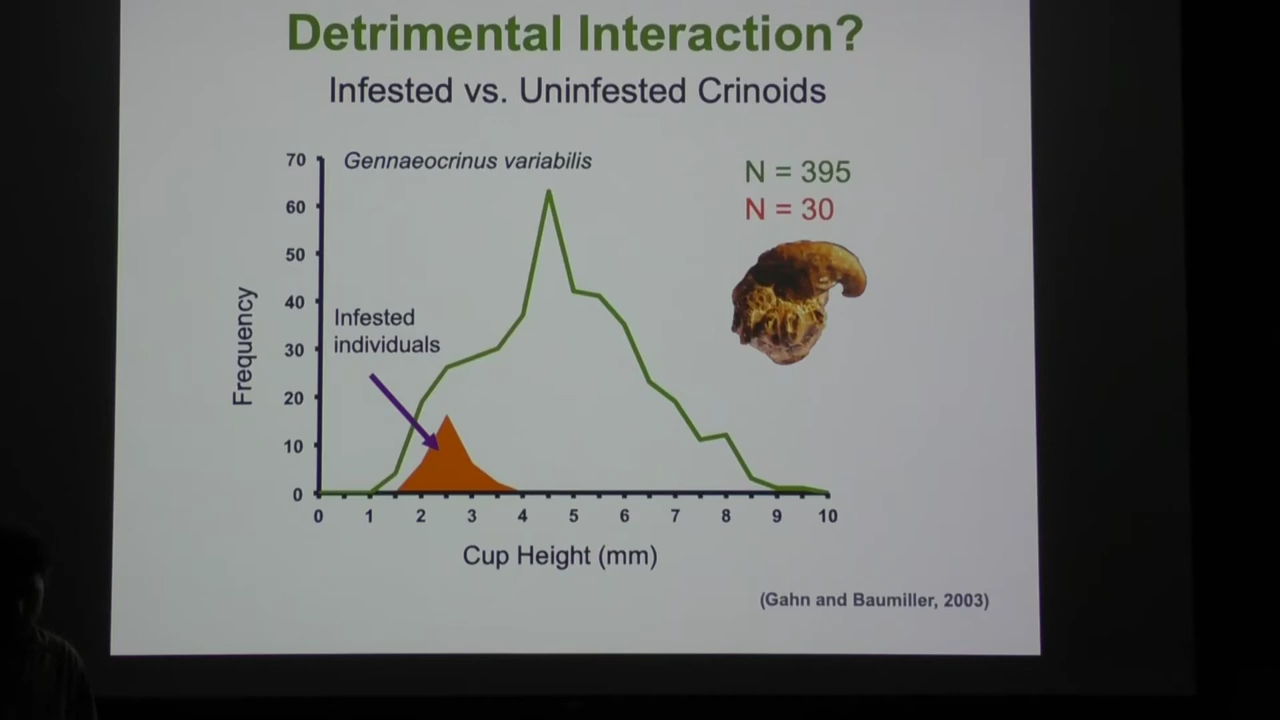 Detrimental Interaction?
Infested vs. Uninfested Crinoids
Gennaeocrinus variabilis
N = 395
N = 30
Infested
individuals
Frequency
70
60
50
40
30
20
10
0
0 1 2 3 4 5 6 7 8 9 10
Cup Height (mm)
(Gahn and Baumiller, 2003)